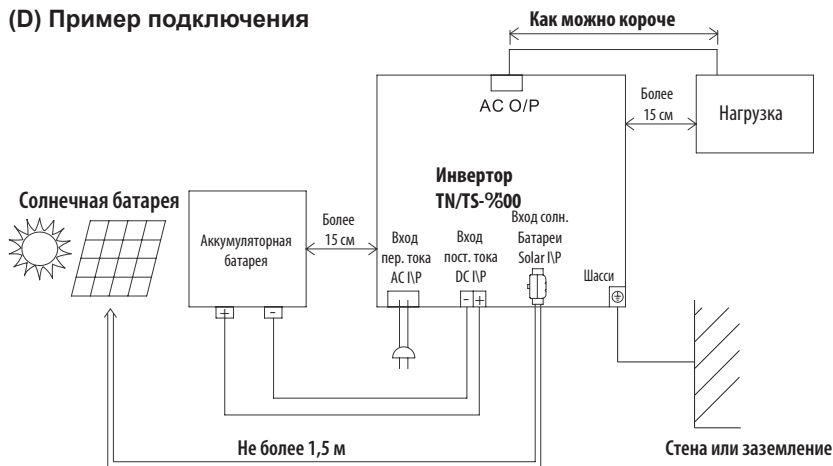 (D) Пример подключения
Как можно короче
AC O/P
Более
15 см
Нагрузка
Инвертор
TN/TS-%00
Солнечная батарея
Аккумуляторная
батарея
Более
15 см
Вход
пер. тока
AC I\P
Вход
пост. тока
DC I\P
Вход солн.
Батареи
Solar I\P
Шасси
+
-
-
+
Не более 1,5 м
Стена или заземление